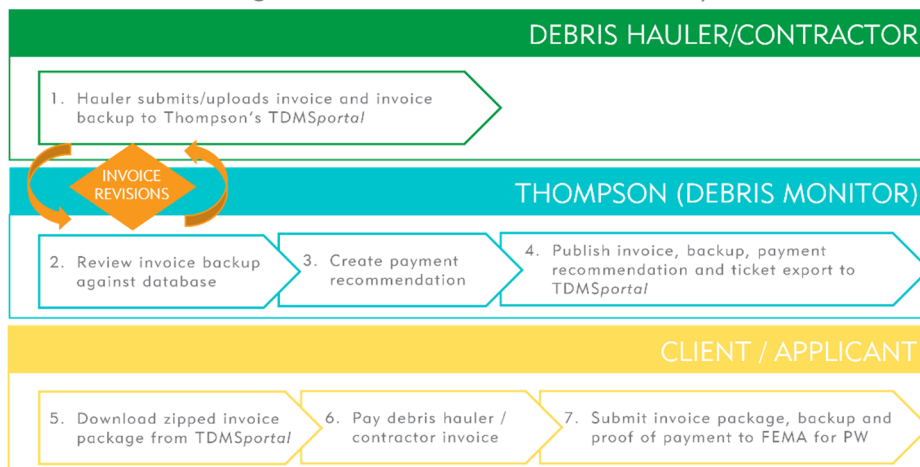 DEBRIS HAULER/CONTRACTOR
1. Hauler submits/uploads invoice and invoice
backup to Thompson's TDMSportal
INVOICE
REVISIONS
THOMPSON (DEBRIS MONITOR)
2. Review invoice backup
against database
3. Create payment
recommendation
4. Publish invoice, backup, payment
recommendation and ticket export to
TDMSportal
CLIENT / APPLICANT
5. Download zipped invoice
package from TDMSportal
6. Pay debris hauler /
contractor invoice
7. Submit invoice package, backup and
proof of payment to FEMA for PW